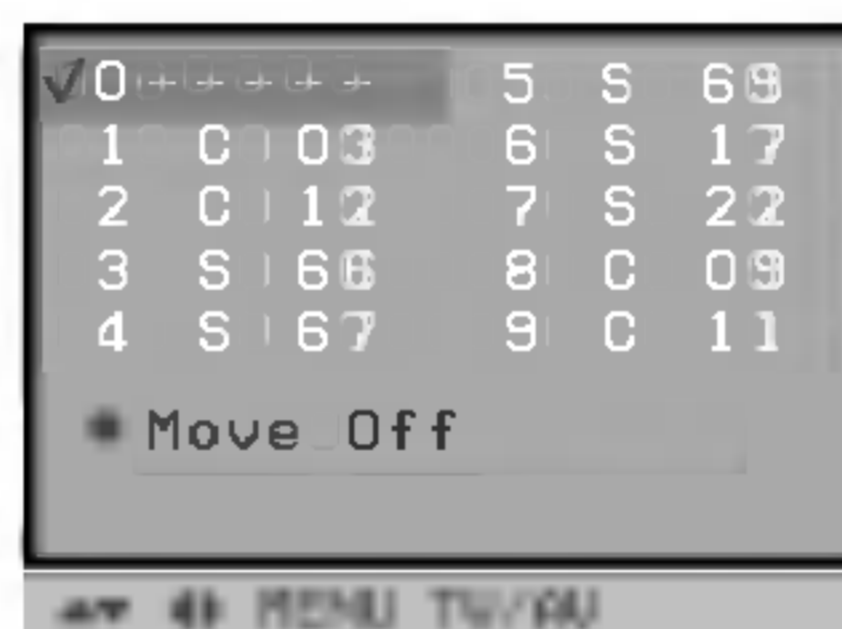 ✓0-----    5 S 69
1 C 03    6 S 17
2 C 12    7 S 22
3 S 66    8 C 09
4 S 67    9 C 11
● Move Off
▲▼ ◀▶ MENU TV/AV